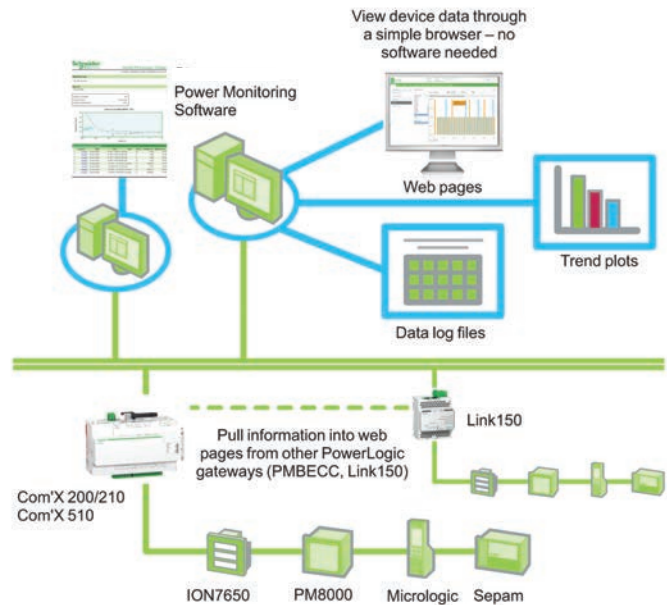 View device data through
a simple browser – no
software needed
Schneider
Power Monitoring
Software
Web pages
Trend plots
Data log files
Link150
Pull information into web
pages from other PowerLogic
gateways (PMBECC, Link150)
Com'X 200/210
Com'X 510
ION7650
PM8000
Micrologic
Sepam